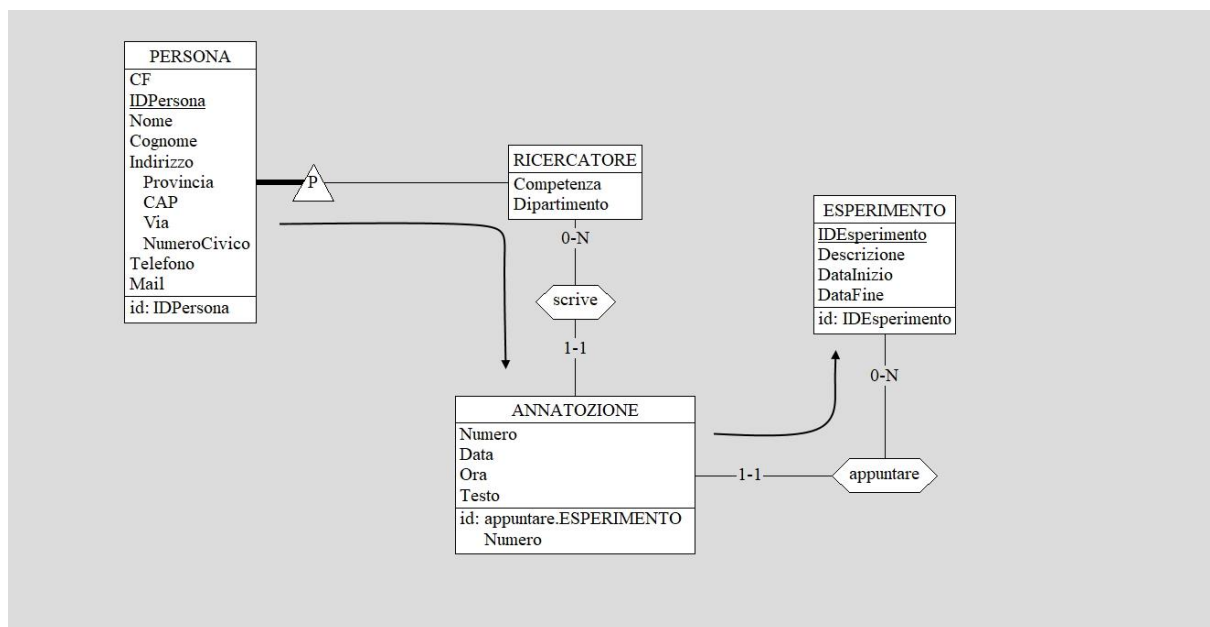 PERSONA
CF
IDPersona
Nome
Cognome
Indirizzo
Provincia
CAP
Via
NumeroCivico
Telefono
Mail
id: IDPersona
P
RICERCATORE
Competenza
Dipartimento
0-N
scrive
1-1
ANNATOZIONE
Numero
Data
Ora
Testo
id: appuntare.ESPERIMENTO
Numero
1-1
appuntare
0-N
ESPERIMENTO
IDEsperimento
Descrizione
DataInizio
DataFine
id: IDEsperimento